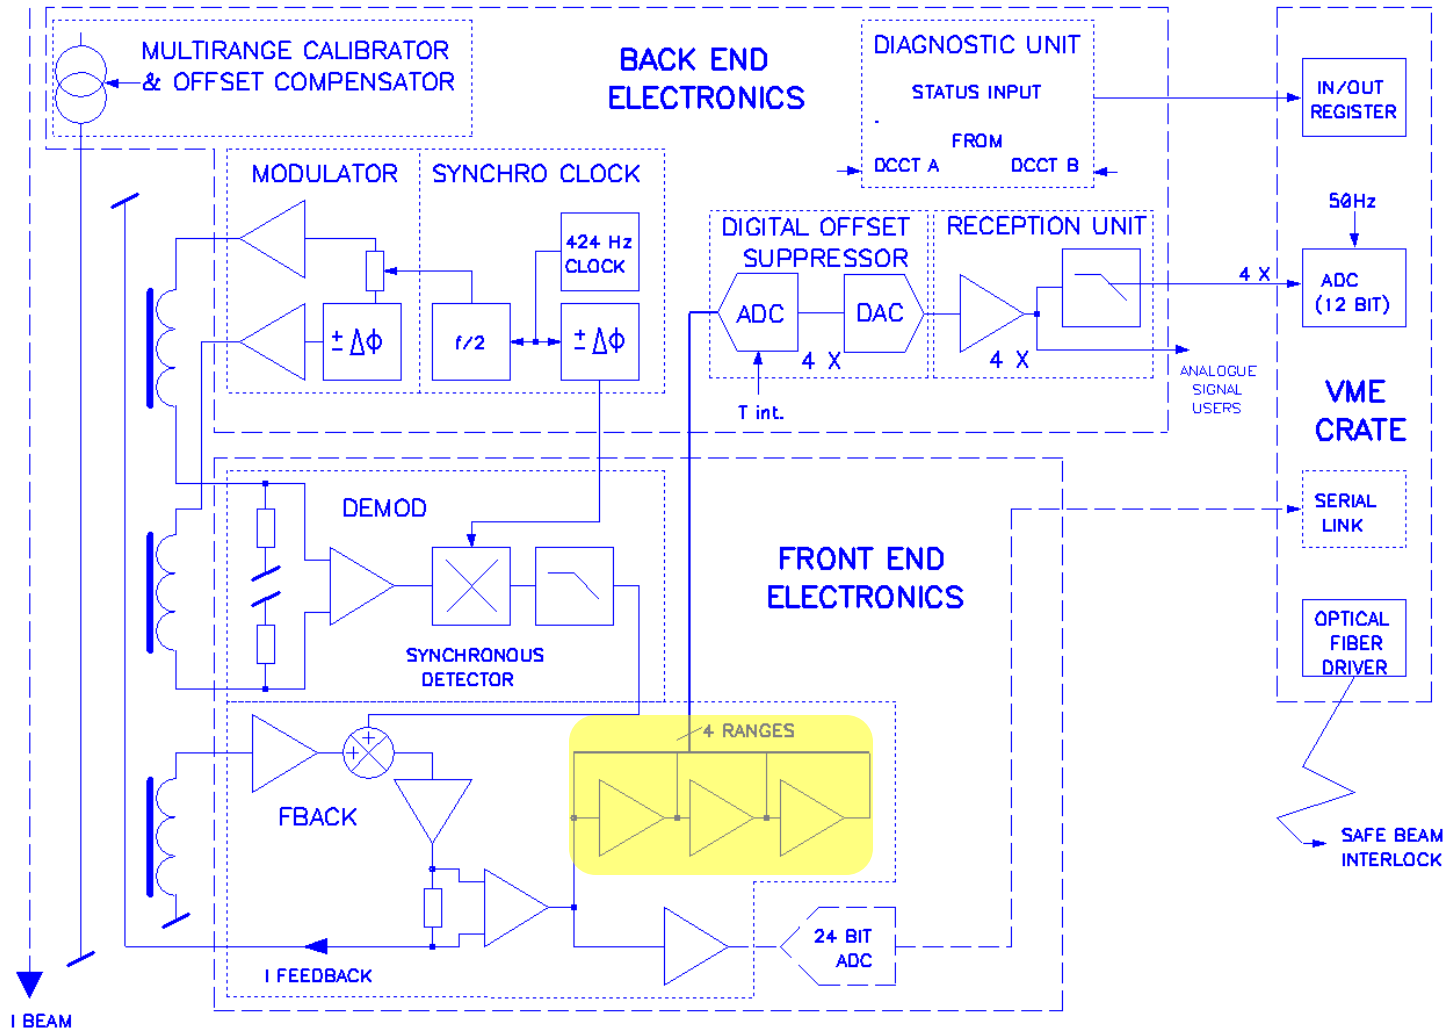 MULTIRANGE CALIBRATOR
& OFFSET COMPENSATOR
BACK END
ELECTRONICS
DIAGNOSTIC UNIT
STATUS INPUT
FROM
DCCT A
DCCT B
IN/OUT
REGISTER
MODULATOR
SYNCHRO CLOCK
424 Hz
CLOCK
± Δϕ
f/2
± Δϕ
DIGITAL OFFSET
SUPPRESSOR
ADC
DAC
4 X
T int.
RECEPTION UNIT
4 X
4 X
50Hz
ADC
(12 BIT)
ANALOGUE
SIGNAL
USERS
VME
CRATE
DEMOD
SYNCHRONOUS
DETECTOR
FRONT END
ELECTRONICS
SERIAL
LINK
OPTICAL
FIBER
DRIVER
4 RANGES
+
+
FBACK
SAFE BEAM
INTERLOCK
24 BIT
ADC
I FEEDBACK
I BEAM